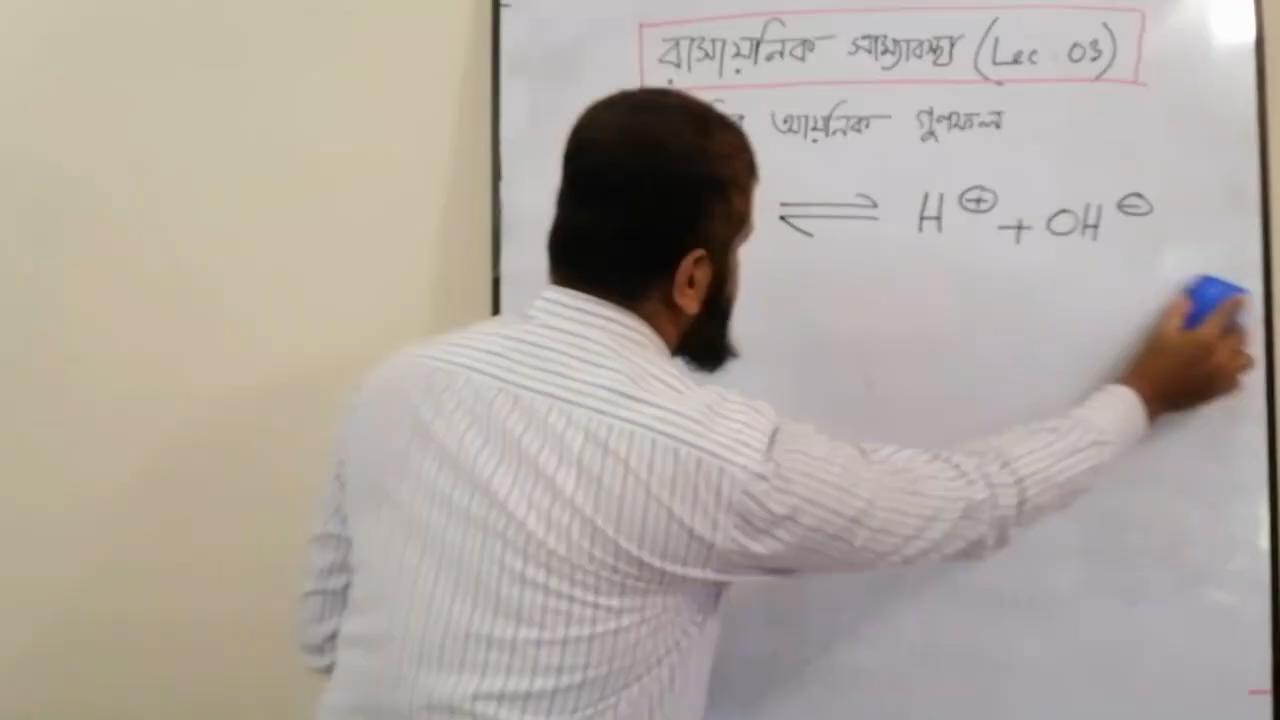 রাসায়নিক সাম্যাবস্থা (Lec 03)
আয়নিক গুণফল
⇌ H⊕ + OH⊖